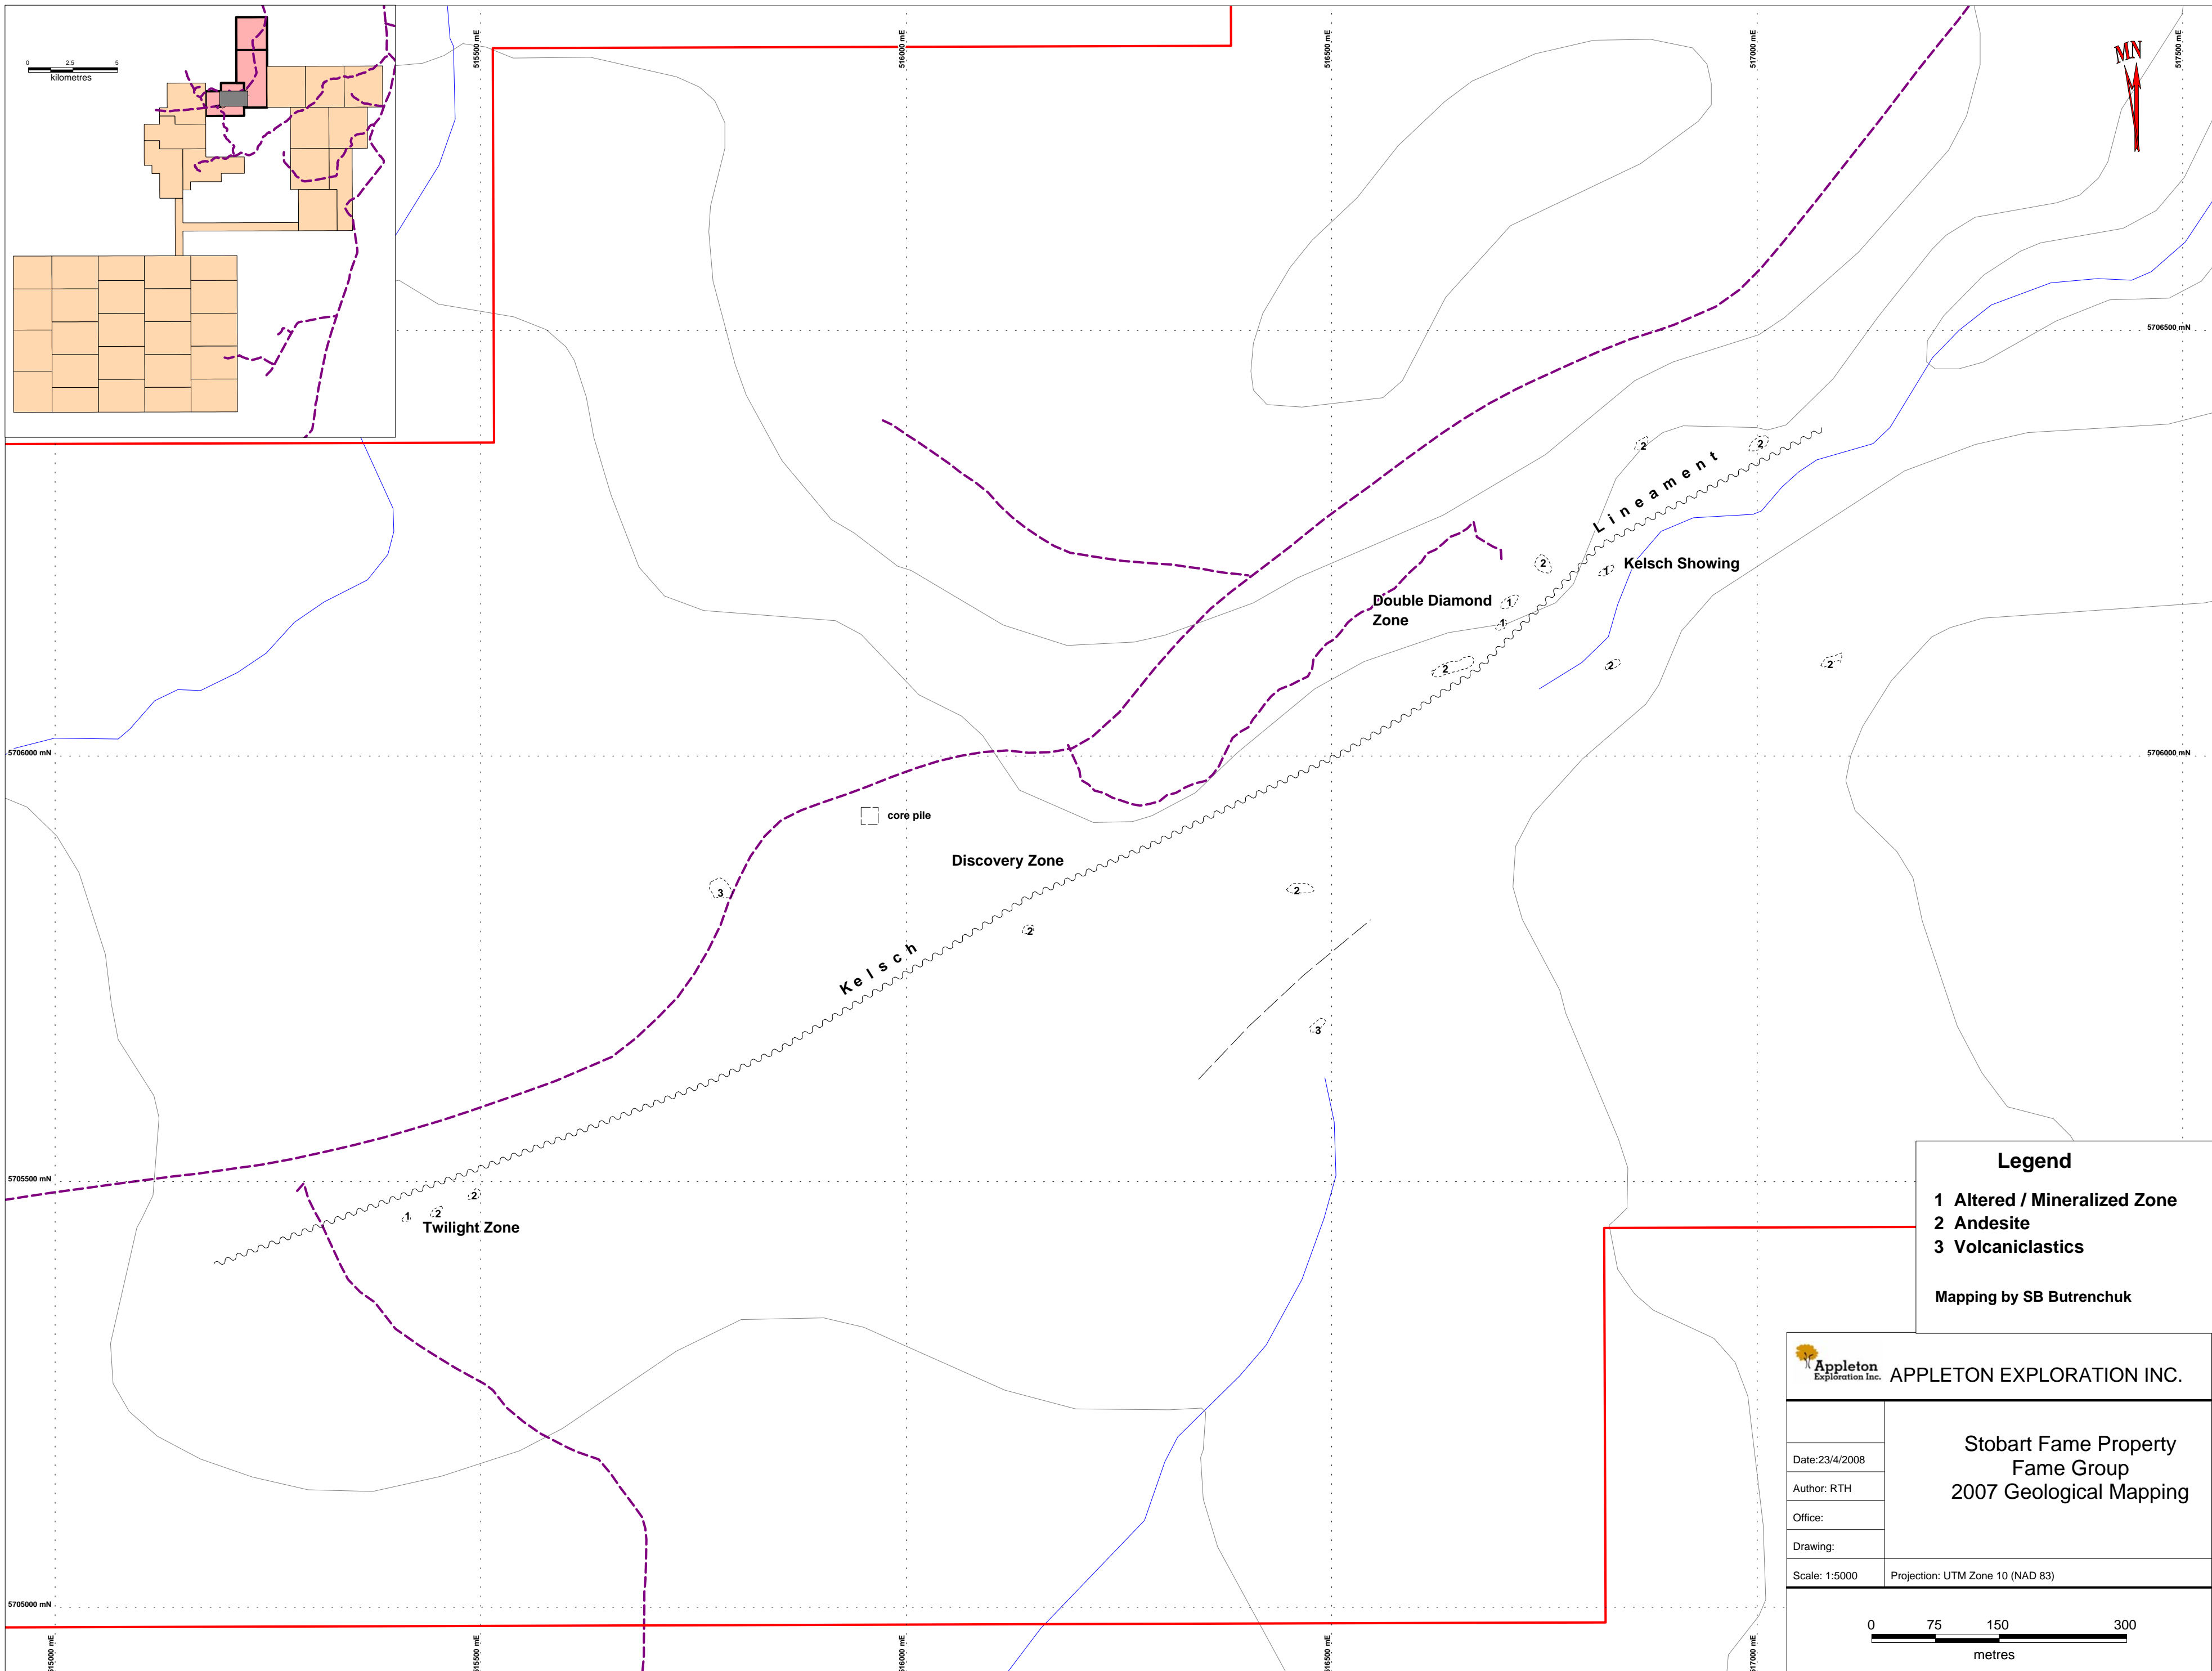 0 2.5 5
kilometres
515500 mE
516000 mE
516500 mE
517000 mE
517500 mE
MN
5706500 mN
2
2
Lineament
2
1
Kelsch Showing
Double Diamond
Zone
1
1
2
2
2
5706000 mN
5706000 mN
core pile
Discovery Zone
3
2
2
Kelsch
3
5705500 mN
2
1
2
Twilight Zone
Legend
1 Altered / Mineralized Zone
2 Andesite
3 Volcaniclastics
Mapping by SB Butrenchuk
Appleton
Exploration Inc.
APPLETON EXPLORATION INC.
Stobart Fame Property
Fame Group
2007 Geological Mapping
Date:23/4/2008
Author: RTH
Office:
Drawing:
Scale: 1:5000
Projection: UTM Zone 10 (NAD 83)
0 75 150 300
metres
5705000 mN
515000 mE
515500 mE
516000 mE
516500 mE
517000 mE